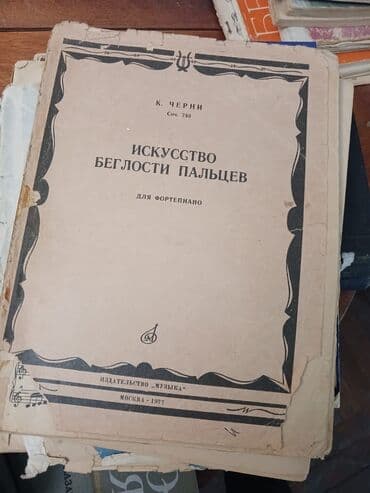 К. ЧЕРНИ
Соч. 740
ИСКУССТВО
БЕГЛОСТИ ПАЛЬЦЕВ
ДЛЯ ФОРТЕПИАНО
ИЗДАТЕЛЬСТВО „МУЗЫКА"
МОСКВА - 1977